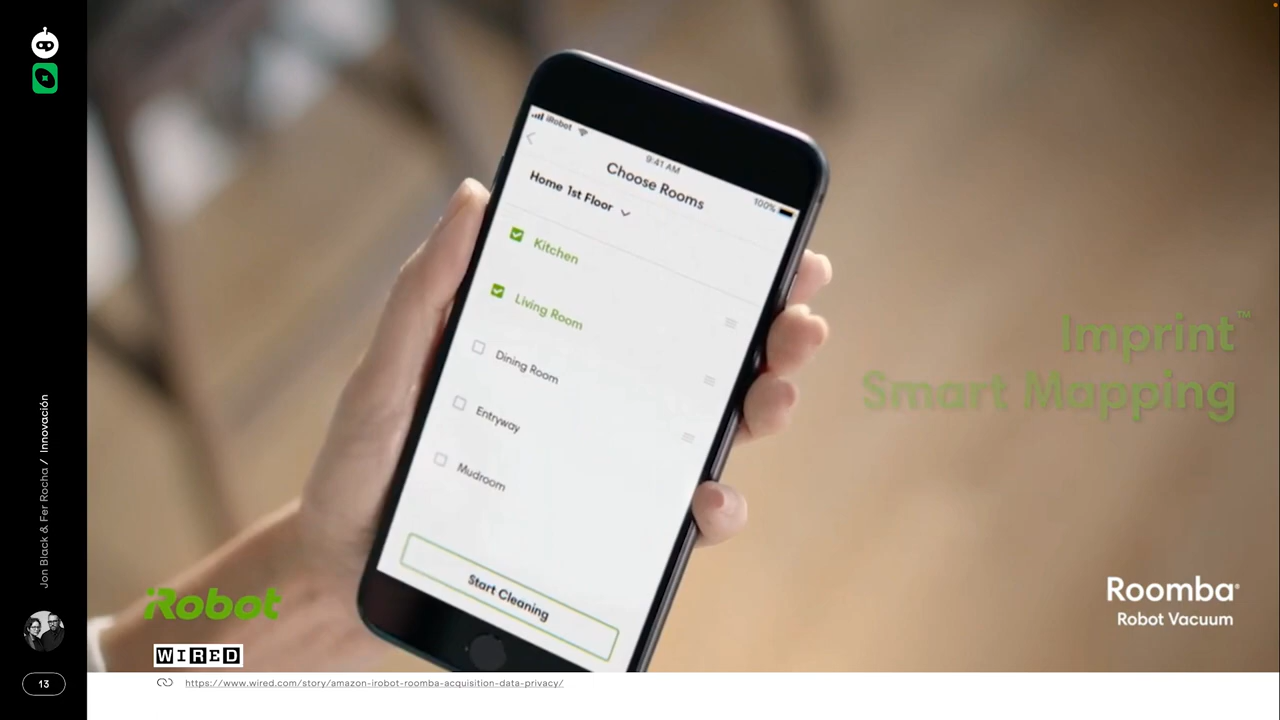 iRobot
9:41 AM
100%
Choose Rooms
Home 1st Floor
Kitchen
Living Room
Dining Room
Entryway
Mudroom
Start Cleaning
Imprint™
Smart Mapping
Jon Black & Fer Rocha / Innovación
iRobot
Roomba®
Robot Vacuum
WIRED
13
https://www.wired.com/story/amazon-irobot-roomba-acquisition-data-privacy/